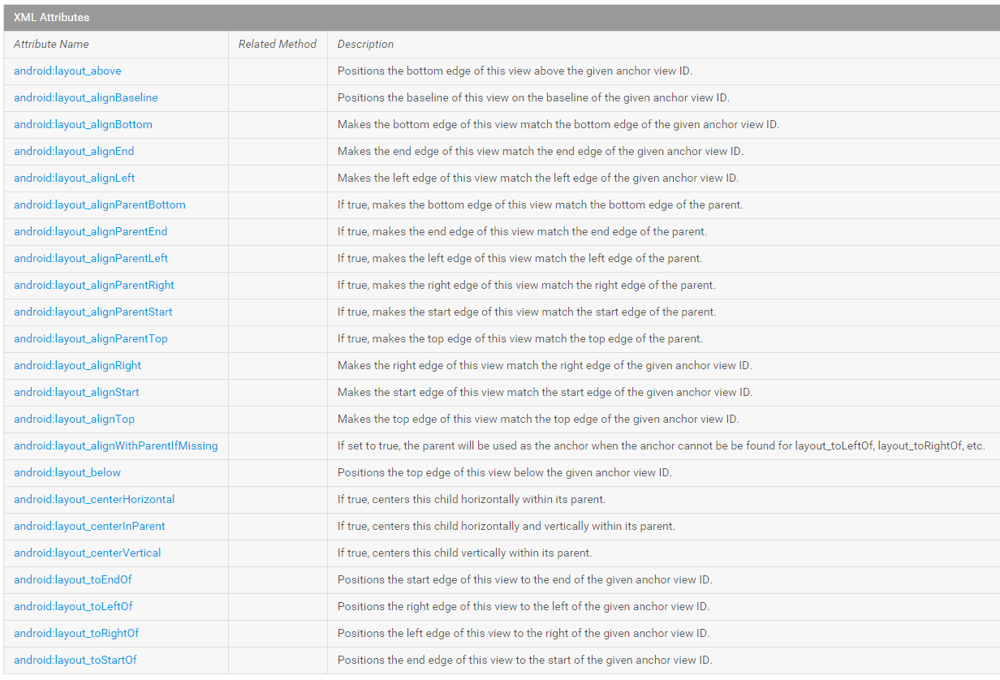 XML Attributes
Attribute Name Related Method Description
android:layout_above Positions the bottom edge of this view above the given anchor view ID.
android:layout_alignBaseline Positions the baseline of this view on the baseline of the given anchor view ID.
android:layout_alignBottom Makes the bottom edge of this view match the bottom edge of the given anchor view ID.
android:layout_alignEnd Makes the end edge of this view match the end edge of the given anchor view ID.
android:layout_alignLeft Makes the left edge of this view match the left edge of the given anchor view ID.
android:layout_alignParentBottom If true, makes the bottom edge of this view match the bottom edge of the parent.
android:layout_alignParentEnd If true, makes the end edge of this view match the end edge of the parent.
android:layout_alignParentLeft If true, makes the left edge of this view match the left edge of the parent.
android:layout_alignParentRight If true, makes the right edge of this view match the right edge of the parent.
android:layout_alignParentStart If true, makes the start edge of this view match the start edge of the parent.
android:layout_alignParentTop If true, makes the top edge of this view match the top edge of the parent.
android:layout_alignRight Makes the right edge of this view match the right edge of the given anchor view ID.
android:layout_alignStart Makes the start edge of this view match the start edge of the given anchor view ID.
android:layout_alignTop Makes the top edge of this view match the top edge of the given anchor view ID.
android:layout_alignWithParentIfMissing If set to true, the parent will be used as the anchor when the anchor cannot be be found for layout_toLeftOf, layout_toRightOf, etc.
android:layout_below Positions the top edge of this view below the given anchor view ID.
android:layout_centerHorizontal If true, centers this child horizontally within its parent.
android:layout_centerInParent If true, centers this child horizontally and vertically within its parent.
android:layout_centerVertical If true, centers this child vertically within its parent.
android:layout_toEndOf Positions the start edge of this view to the end of the given anchor view ID.
android:layout_toLeftOf Positions the right edge of this view to the left of the given anchor view ID.
android:layout_toRightOf Positions the left edge of this view to the right of the given anchor view ID.
android:layout_toStartOf Positions the end edge of this view to the start of the given anchor view ID.